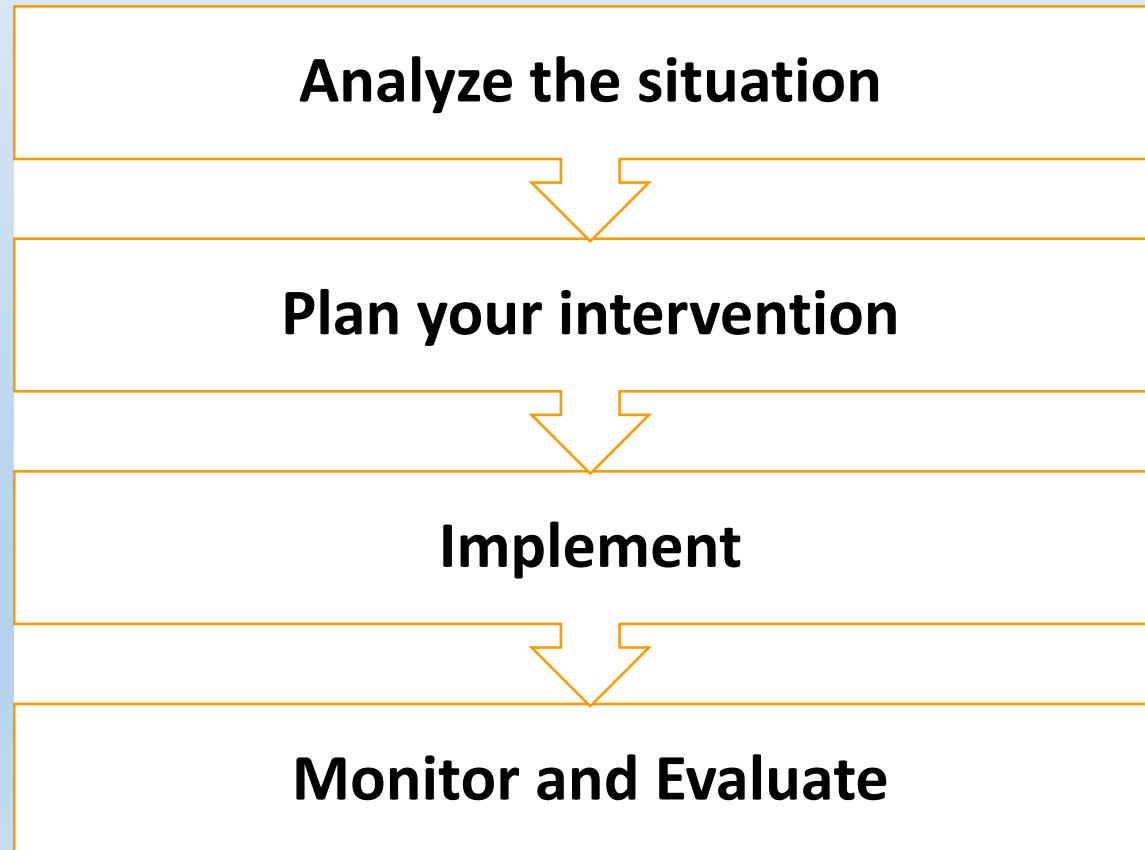 Analyze the situation
Plan your intervention
Implement
Monitor and Evaluate